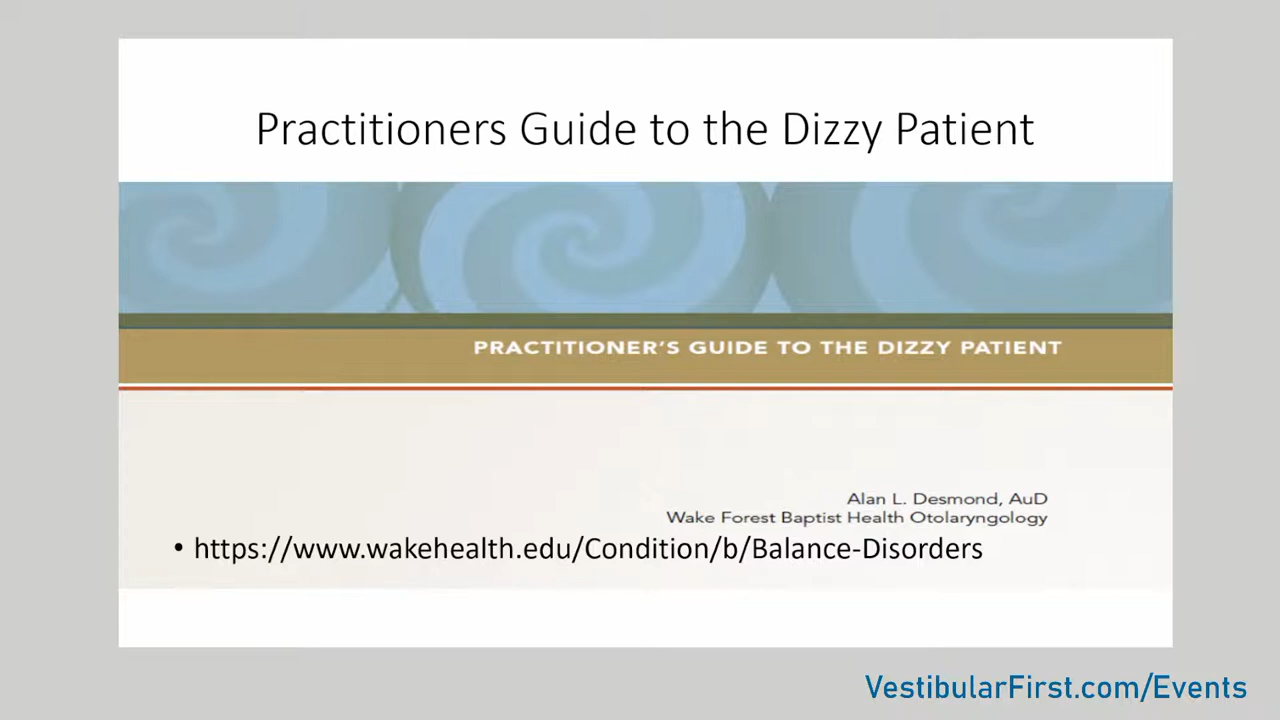 Practitioners Guide to the Dizzy Patient
PRACTITIONER'S GUIDE TO THE DIZZY PATIENT
Alan L. Desmond, AuD
Wake Forest Baptist Health Otolaryngology
• https://www.wakehealth.edu/Condition/b/Balance-Disorders
VestibularFirst.com/Events